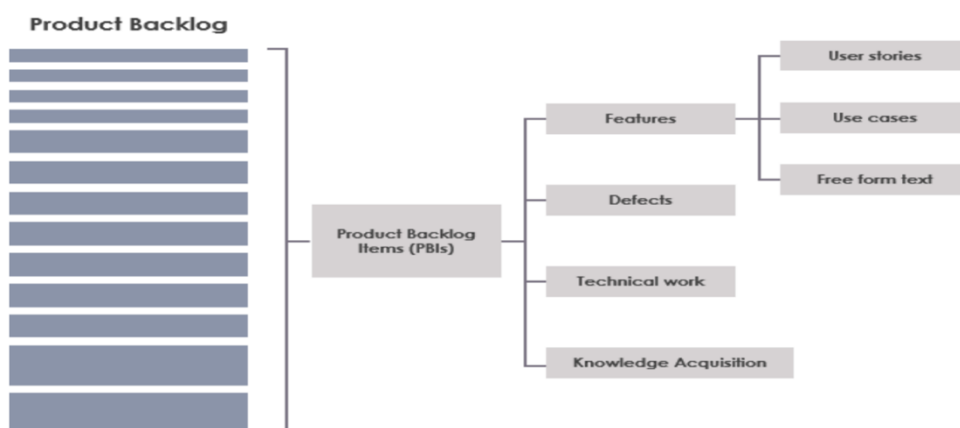 Product Backlog
User stories
Features
Use cases
Free form text
Defects
Product Backlog
Items (PBIs)
Technical work
Knowledge Acquisition